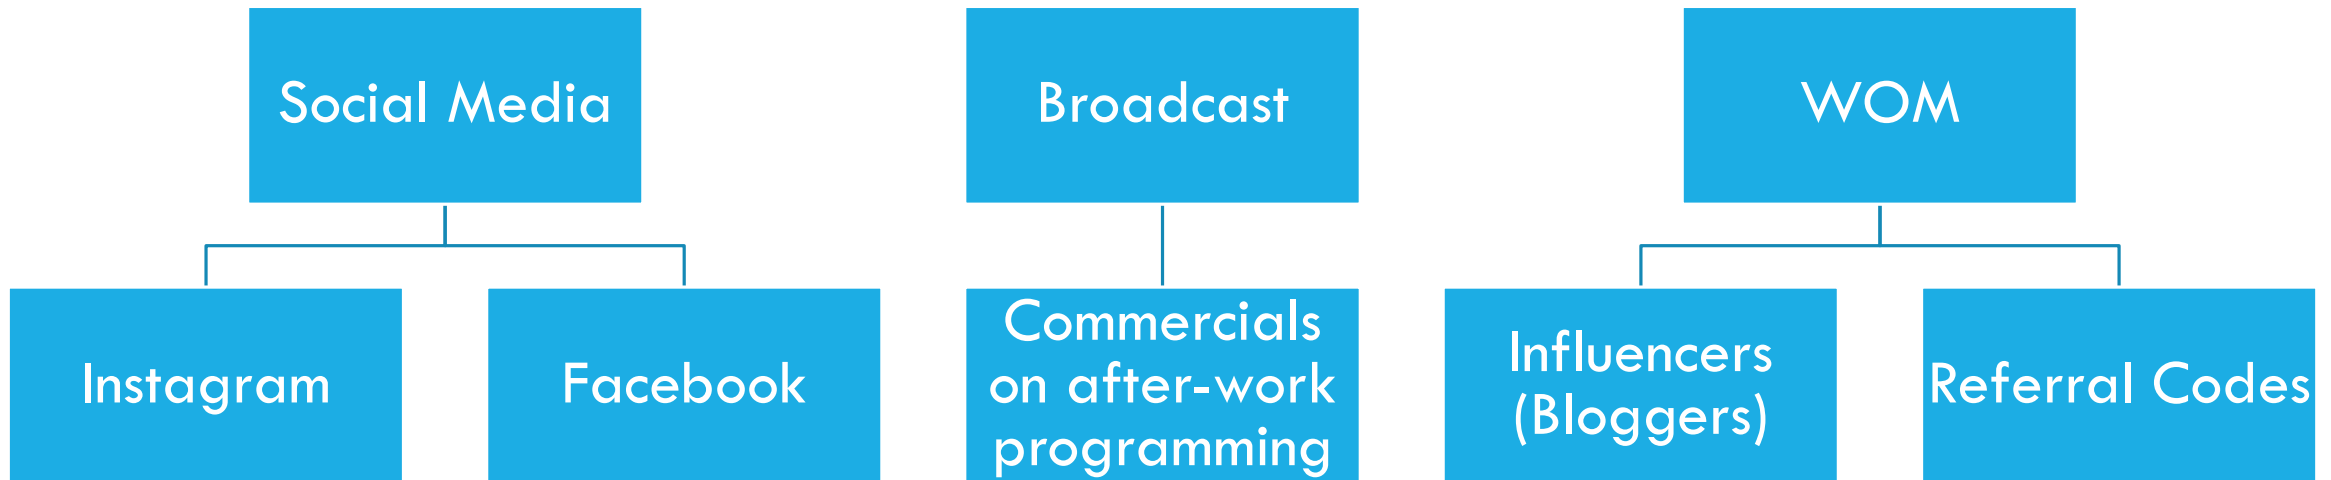 Social Media
Broadcast
WOM
Instagram
Facebook
Commercials
on after-work
programming
Influencers
(Bloggers)
Referral Codes